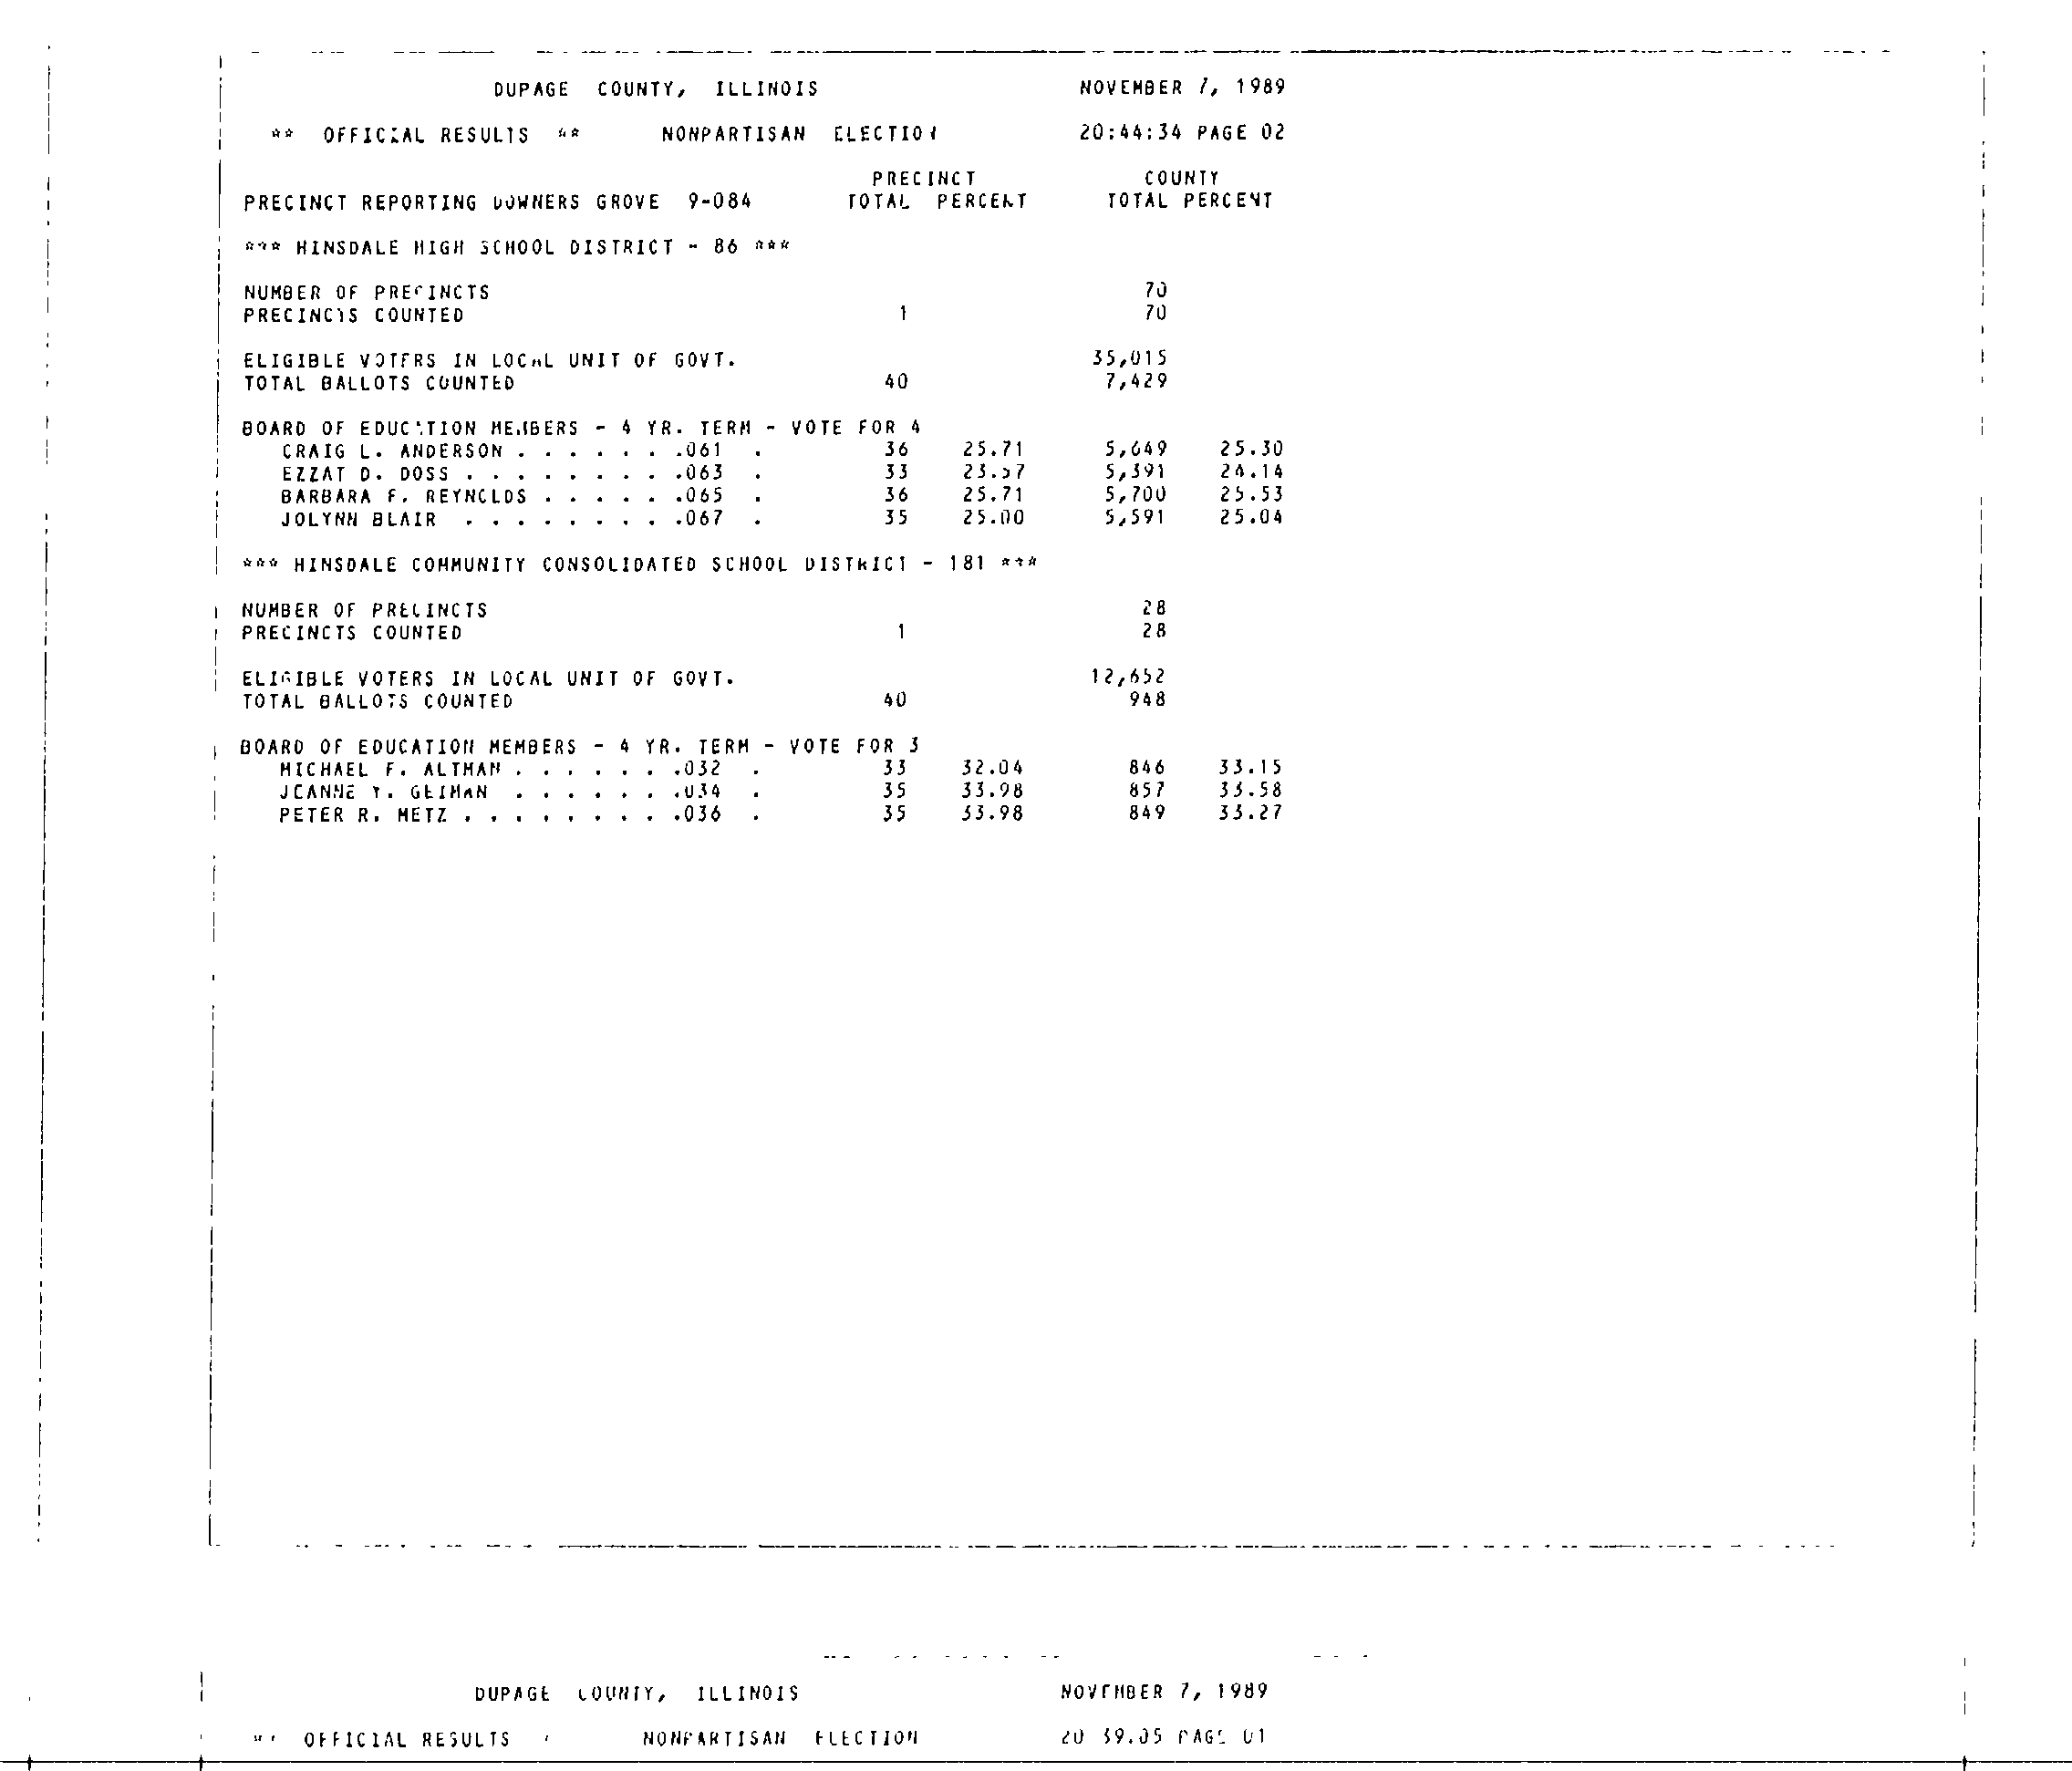 DUPAGE COUNTY, ILLINOIS NOVEMBER 7, 1989
** OFFICIAL RESULTS ** NONPARTISAN ELECTION 20:44:34 PAGE 02
PRECINCT COUNTY
PRECINCT REPORTING DOWNERS GROVE 9-084 TOTAL PERCENT TOTAL PERCENT
*** HINSDALE HIGH SCHOOL DISTRICT - 86 ***
NUMBER OF PRECINCTS 70
PRECINCTS COUNTED 1 70
ELIGIBLE VOTERS IN LOCAL UNIT OF GOVT. 35,015
TOTAL BALLOTS COUNTED 40 7,429
BOARD OF EDUCATION MEMBERS - 4 YR. TERM - VOTE FOR 4
CRAIG L. ANDERSON . . . . . . .061 . 36 25.71 5,649 25.30
EZZAT D. DOSS . . . . . . . . .063 . 33 23.57 5,391 24.14
BARBARA F. REYNOLDS . . . . . .065 . 36 25.71 5,700 25.53
JOLYNN BLAIR . . . . . . . . .067 . 35 25.00 5,591 25.04
*** HINSDALE COMMUNITY CONSOLIDATED SCHOOL DISTRICT - 181 ***
NUMBER OF PRECINCTS 28
PRECINCTS COUNTED 1 28
ELIGIBLE VOTERS IN LOCAL UNIT OF GOVT. 12,652
TOTAL BALLOTS COUNTED 40 948
BOARD OF EDUCATION MEMBERS - 4 YR. TERM - VOTE FOR 3
MICHAEL F. ALTMAN . . . . . . .032 . 33 32.04 846 33.15
JEANNE T. GEIMAN . . . . . . .034 . 35 33.98 857 33.58
PETER R. METZ . . . . . . . . .036 . 35 33.98 849 33.27
DUPAGE COUNTY, ILLINOIS NOVEMBER 7, 1989
OFFICIAL RESULTS NONPARTISAN ELECTION 20 39.05 PAGE 01